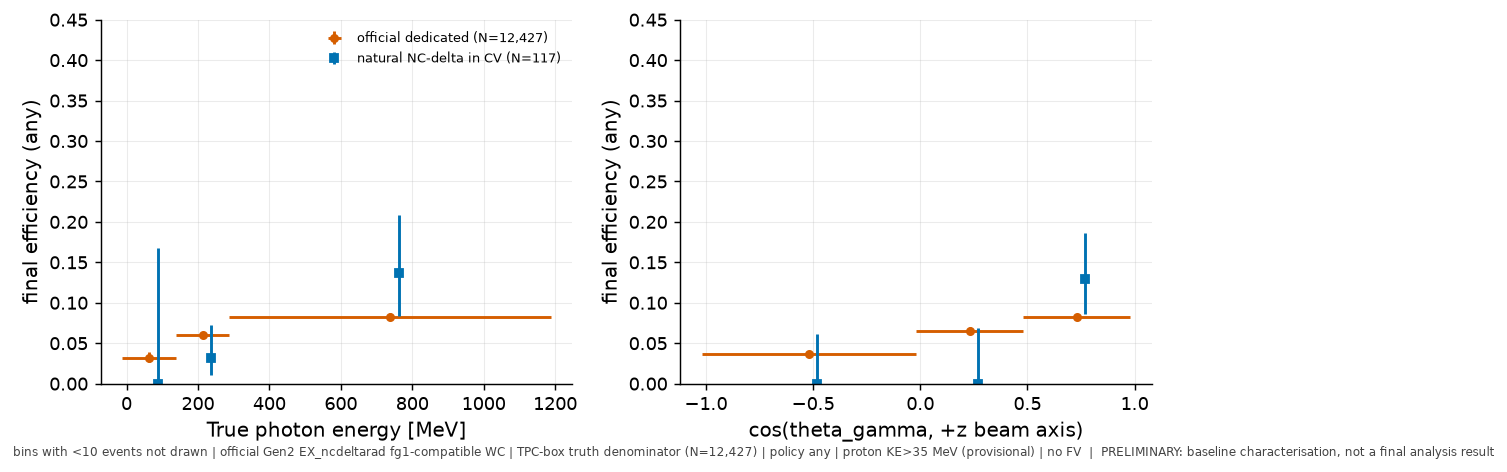 0.45
0.40
0.35
0.30
0.25
0.20
0.15
0.10
0.05
0.00
final efficiency (any)
official dedicated (N=12,427)
natural NC-delta in CV (N=117)
0 200 400 600 800 1000 1200
True photon energy [MeV]
0.45
0.40
0.35
0.30
0.25
0.20
0.15
0.10
0.05
0.00
final efficiency (any)
−1.0 −0.5 0.0 0.5 1.0
cos(theta_gamma, +z beam axis)
bins with <10 events not drawn | official Gen2 EX_ncdeltarad fg1-compatible WC | TPC-box truth denominator (N=12,427) | policy any | proton KE>35 MeV (provisional) | no FV | PRELIMINARY: baseline characterisation, not a final analysis result